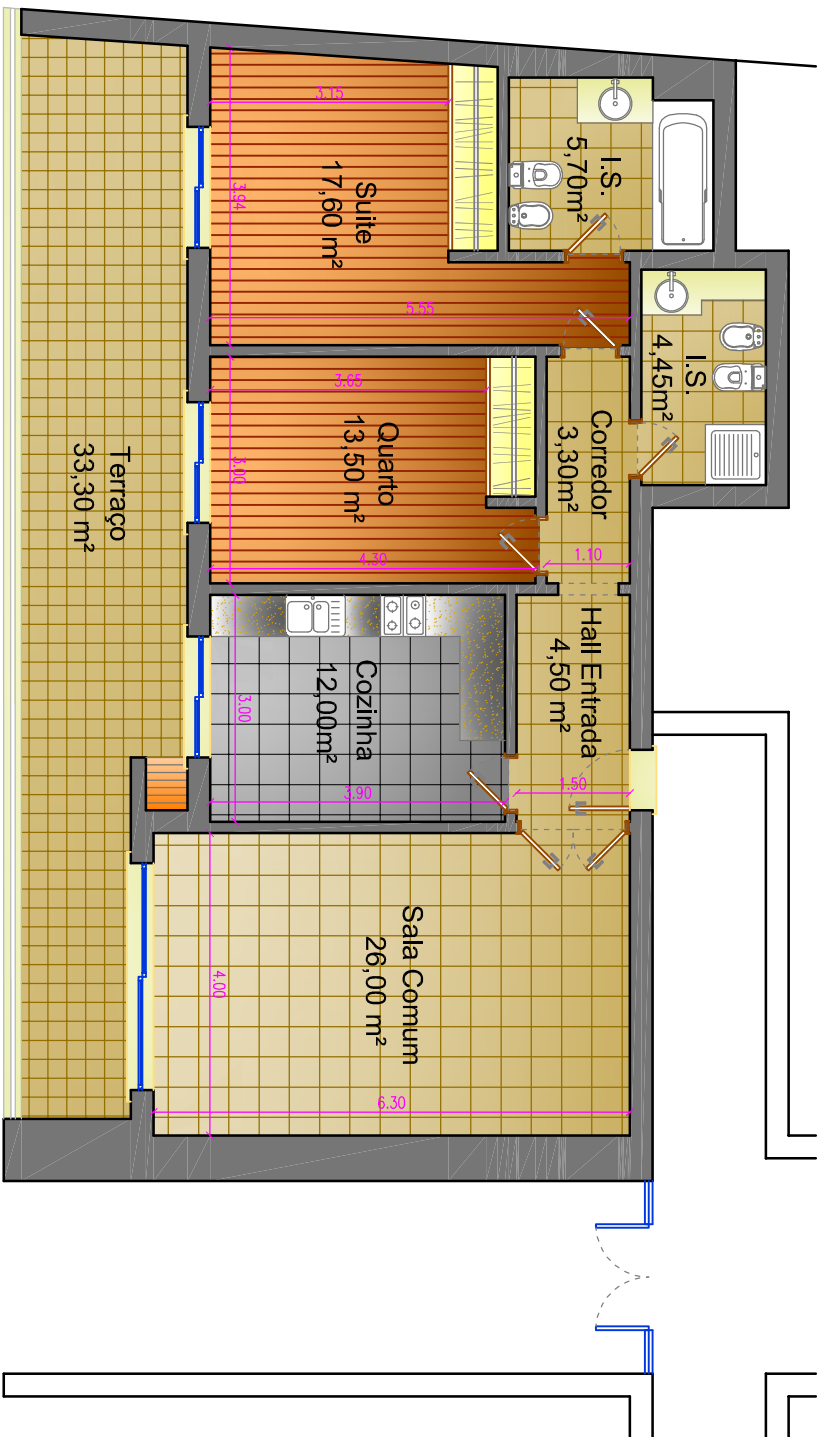 I.S.
5,70m²
I.S.
4,45m²
Suite
17,60 m²
3.15
3.94
5.55
Corredor
3,30m²
1.10
Quarto
13,50 m²
3.65
3.00
4.30
Terraço
33,30 m²
Hall Entrada
4,50 m²
1.50
Cozinha
12,00m²
3.00
3.90
Sala Comum
26,00 m²
4.00
6.30